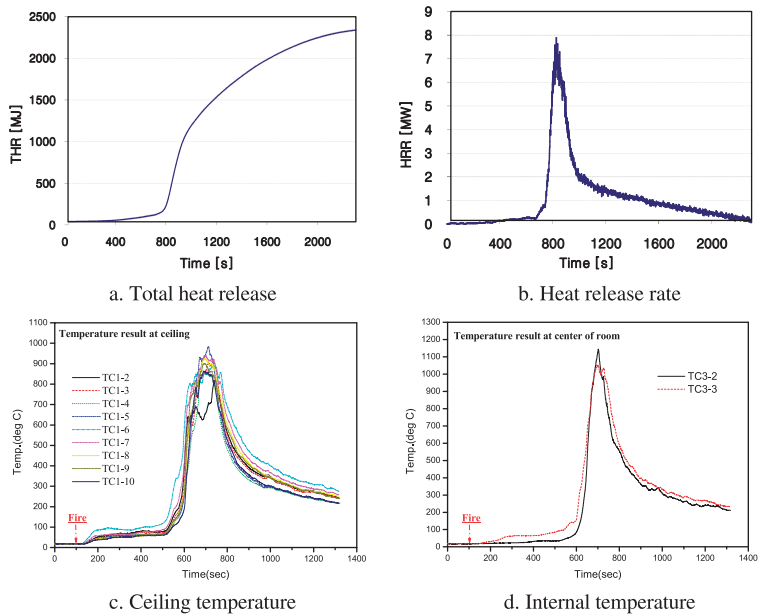 2500
2000
1500
1000
500
0
THR [MJ]
0 400 800 1200 1600 2000
Time [s]
a. Total heat release
9
8
7
6
5
4
3
2
1
0
HRR [MW]
0 400 800 1200 1600 2000
Time [s]
b. Heat release rate
1100
1000
900
800
700
600
500
400
300
200
100
0
Temp.(deg C)
Temperature result at ceiling
TC1-2
TC1-3
TC1-4
TC1-5
TC1-6
TC1-7
TC1-8
TC1-9
TC1-10
Fire
0 200 400 600 800 1000 1200 1400
Time(sec)
c. Ceiling temperature
1300
1200
1100
1000
900
800
700
600
500
400
300
200
100
0
Temp.(deg C)
Temperature result at center of room
TC3-2
TC3-3
Fire
0 200 400 600 800 1000 1200 1400
Time(sec)
d. Internal temperature